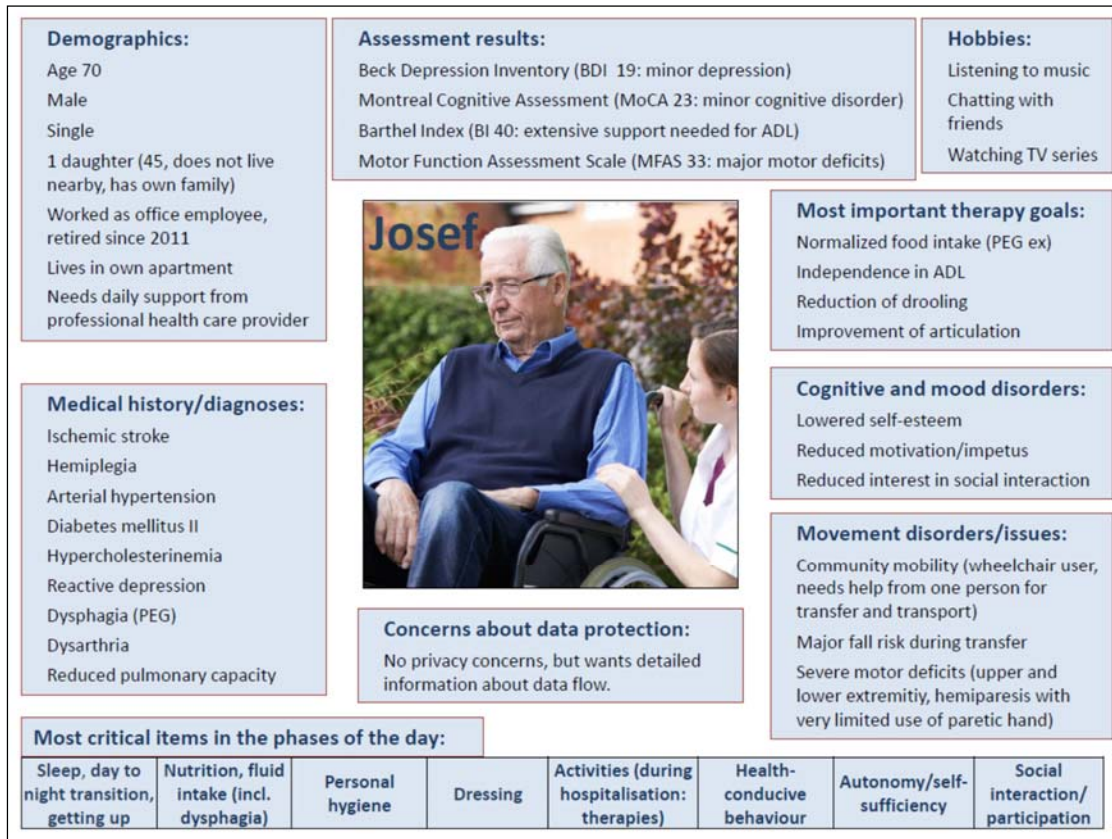 Demographics:
Age 70
Male
Single
1 daughter (45, does not live
nearby, has own family)
Worked as office employee,
retired since 2011
Lives in own apartment
Needs daily support from
professional health care provider
Assessment results:
Beck Depression Inventory (BDI 19: minor depression)
Montreal Cognitive Assessment (MoCA 23: minor cognitive disorder)
Barthel Index (BI 40: extensive support needed for ADL)
Motor Function Assessment Scale (MFAS 33: major motor deficits)
Hobbies:
Listening to music
Chatting with
friends
Watching TV series
Josef
Most important therapy goals:
Normalized food intake (PEG ex)
Independence in ADL
Reduction of drooling
Improvement of articulation
Medical history/diagnoses:
Ischemic stroke
Hemiplegia
Arterial hypertension
Diabetes mellitus II
Hypercholesterinemia
Reactive depression
Dysphagia (PEG)
Dysarthria
Reduced pulmonary capacity
Cognitive and mood disorders:
Lowered self-esteem
Reduced motivation/impetus
Reduced interest in social interaction
Movement disorders/issues:
Community mobility (wheelchair user,
needs help from one person for
transfer and transport)
Major fall risk during transfer
Severe motor deficits (upper and
lower extremitiy, hemiparesis with
very limited use of paretic hand)
Concerns about data protection:
No privacy concerns, but wants detailed
information about data flow.
Most critical items in the phases of the day:
Sleep, day to
night transition,
getting up
Nutrition, fluid
intake (incl.
dysphagia)
Personal
hygiene
Dressing
Activities (during
hospitalisation:
therapies)
Health-
conducive
behaviour
Autonomy/self-
sufficiency
Social
interaction/
participation